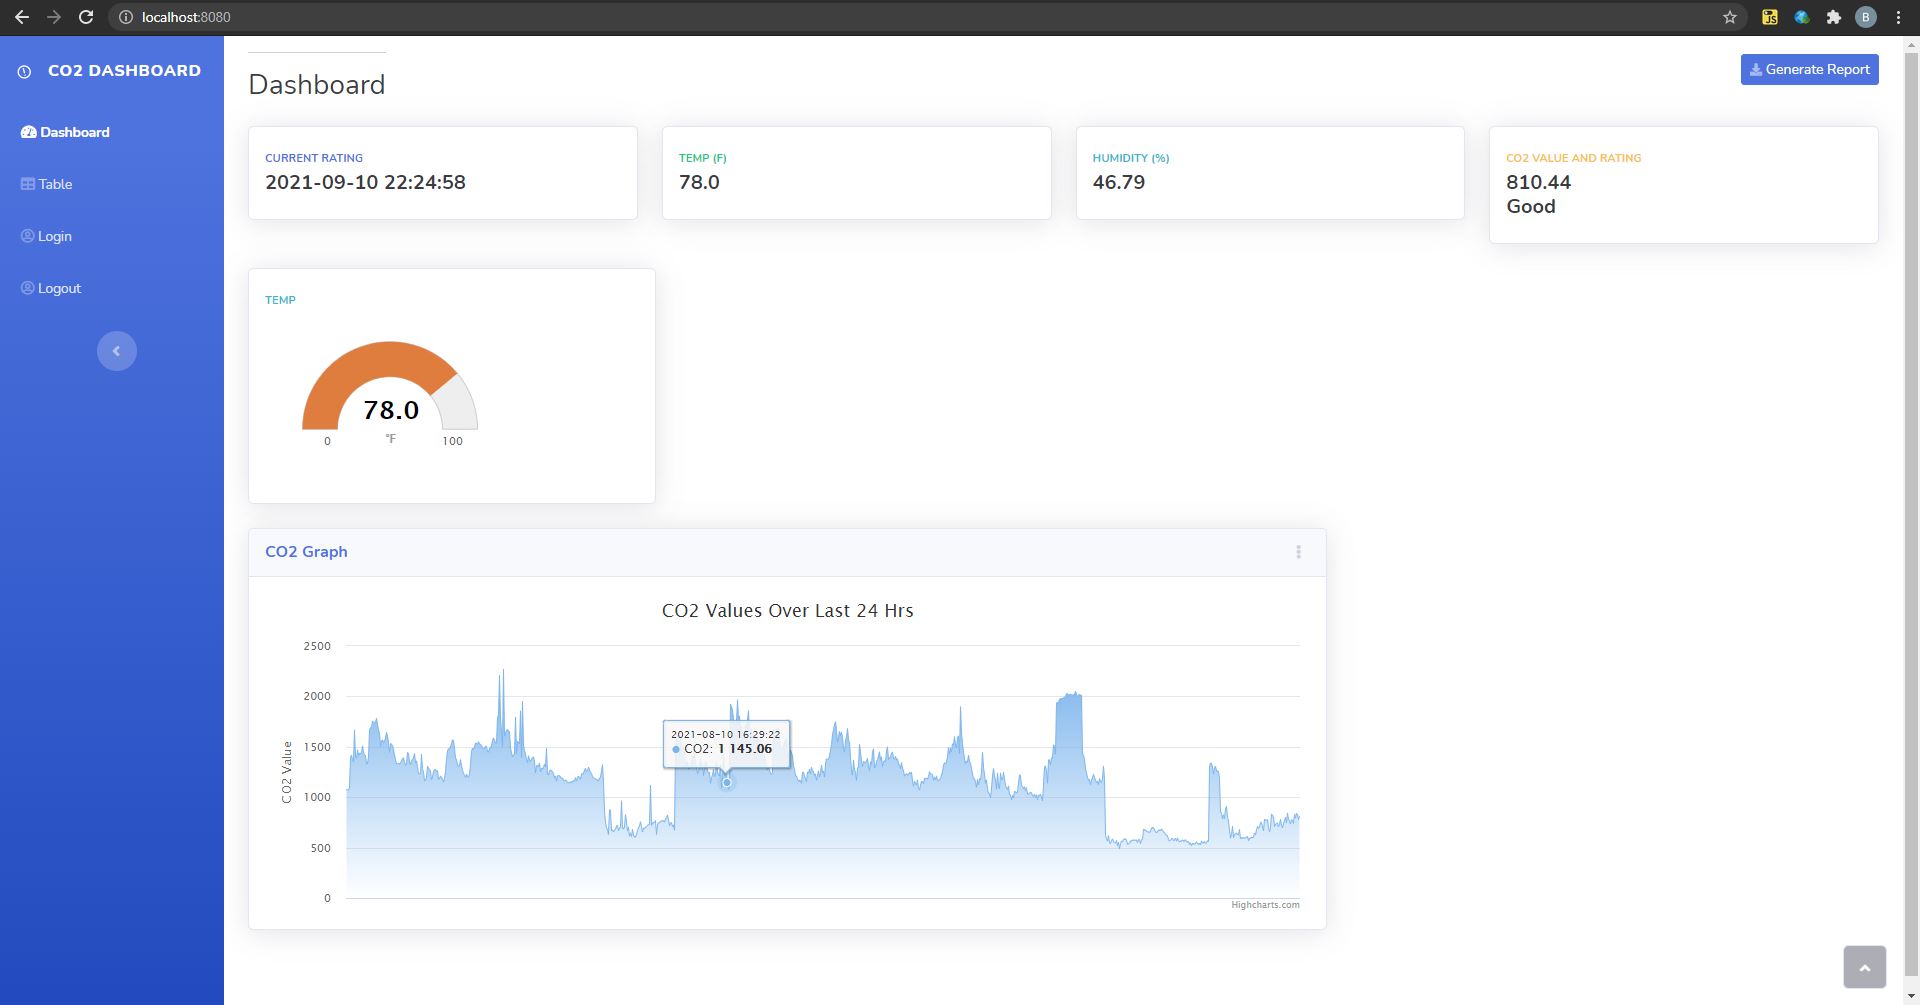 localhost:8080
B
CO2 DASHBOARD
Dashboard
Table
Login
Logout
Dashboard
Generate Report
CURRENT RATING
2021-09-10 22:24:58
TEMP (F)
78.0
HUMIDITY (%)
46.79
CO2 VALUE AND RATING
810.44
Good
TEMP
78.0
0
°F
100
CO2 Graph
CO2 Values Over Last 24 Hrs
CO2 Value
2500
2000
1500
1000
500
0
2021-08-10 16:29:22
CO2: 1 145.06
Highcharts.com